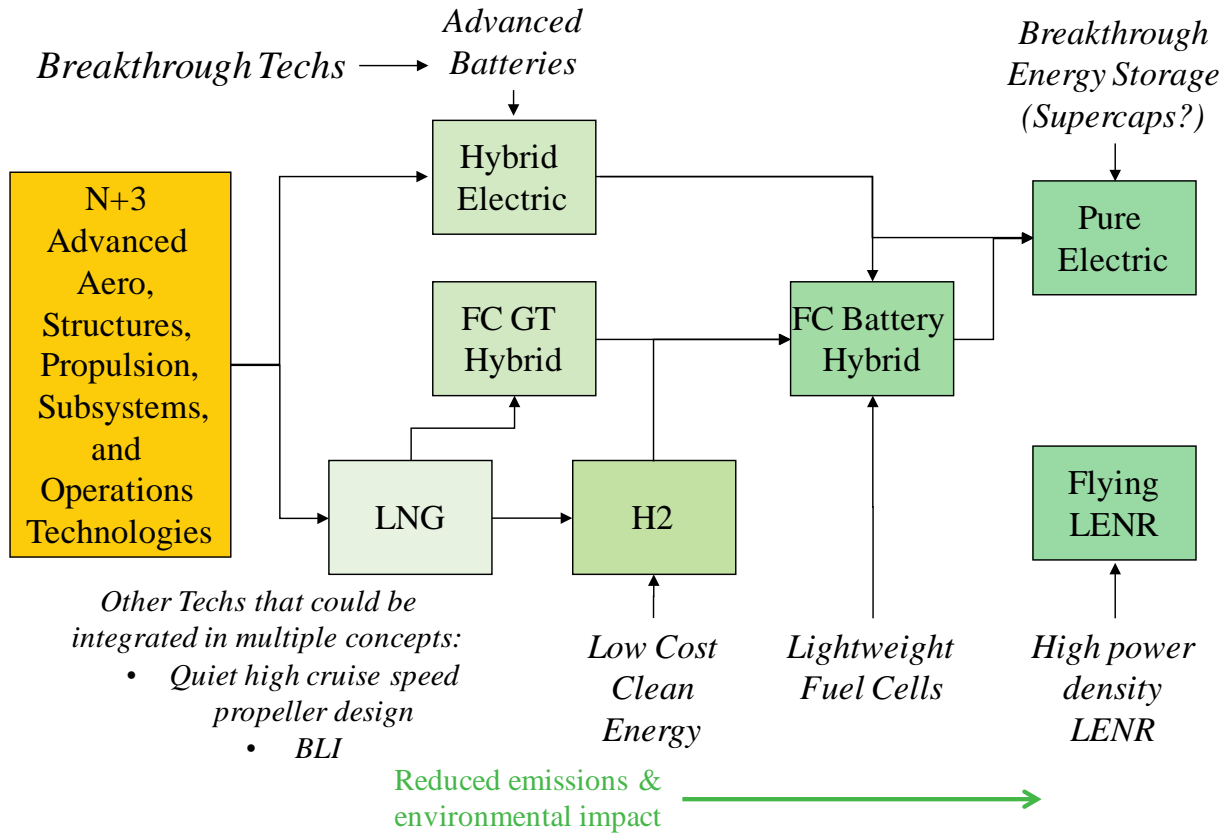 Breakthrough Techs
Advanced
Batteries
Breakthrough
Energy Storage
(Supercaps?)
N+3
Advanced
Aero,
Structures,
Propulsion,
Subsystems,
and
Operations
Technologies
Hybrid
Electric
Pure
Electric
FC GT
Hybrid
FC Battery
Hybrid
LNG
H2
Flying
LENR
Other Techs that could be
integrated in multiple concepts:
• Quiet high cruise speed
propeller design
• BLI
Low Cost
Clean
Energy
Lightweight
Fuel Cells
High power
density
LENR
Reduced emissions &
environmental impact